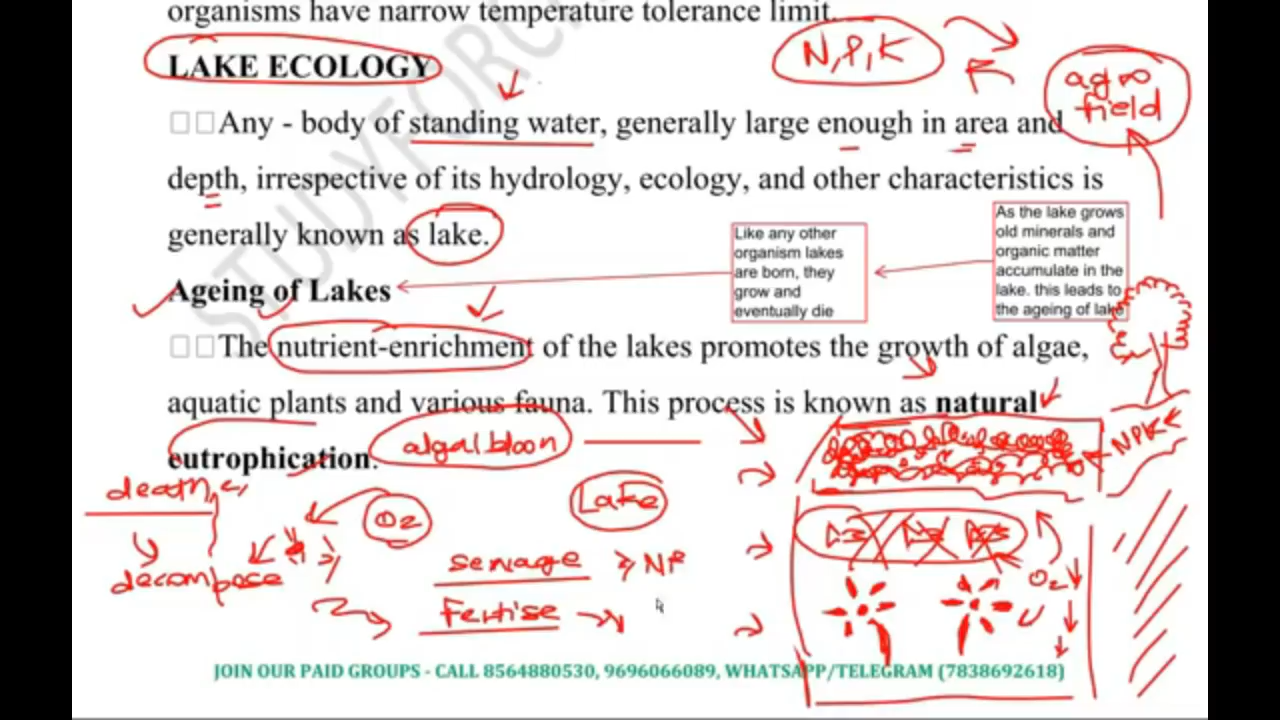 organisms have narrow temperature tolerance limit.
LAKE ECOLOGY
N, P, K
agro
field
Any - body of standing water, generally large enough in area and
depth, irrespective of its hydrology, ecology, and other characteristics is
generally known as lake.
Like any other
organism lakes
are born, they
grow and
eventually die
As the lake grows
old minerals and
organic matter
accumulate in the
lake. this leads to
the ageing of lake
Ageing of Lakes
The nutrient-enrichment of the lakes promotes the growth of algae,
aquatic plants and various fauna. This process is known as natural
eutrophication.
algal bloon
NPK
death
O2
Lake
decompose
sewage
Fertise
O2
JOIN OUR PAID GROUPS - CALL 8564880530, 9696066089, WHATSAPP/TELEGRAM (7838692618)